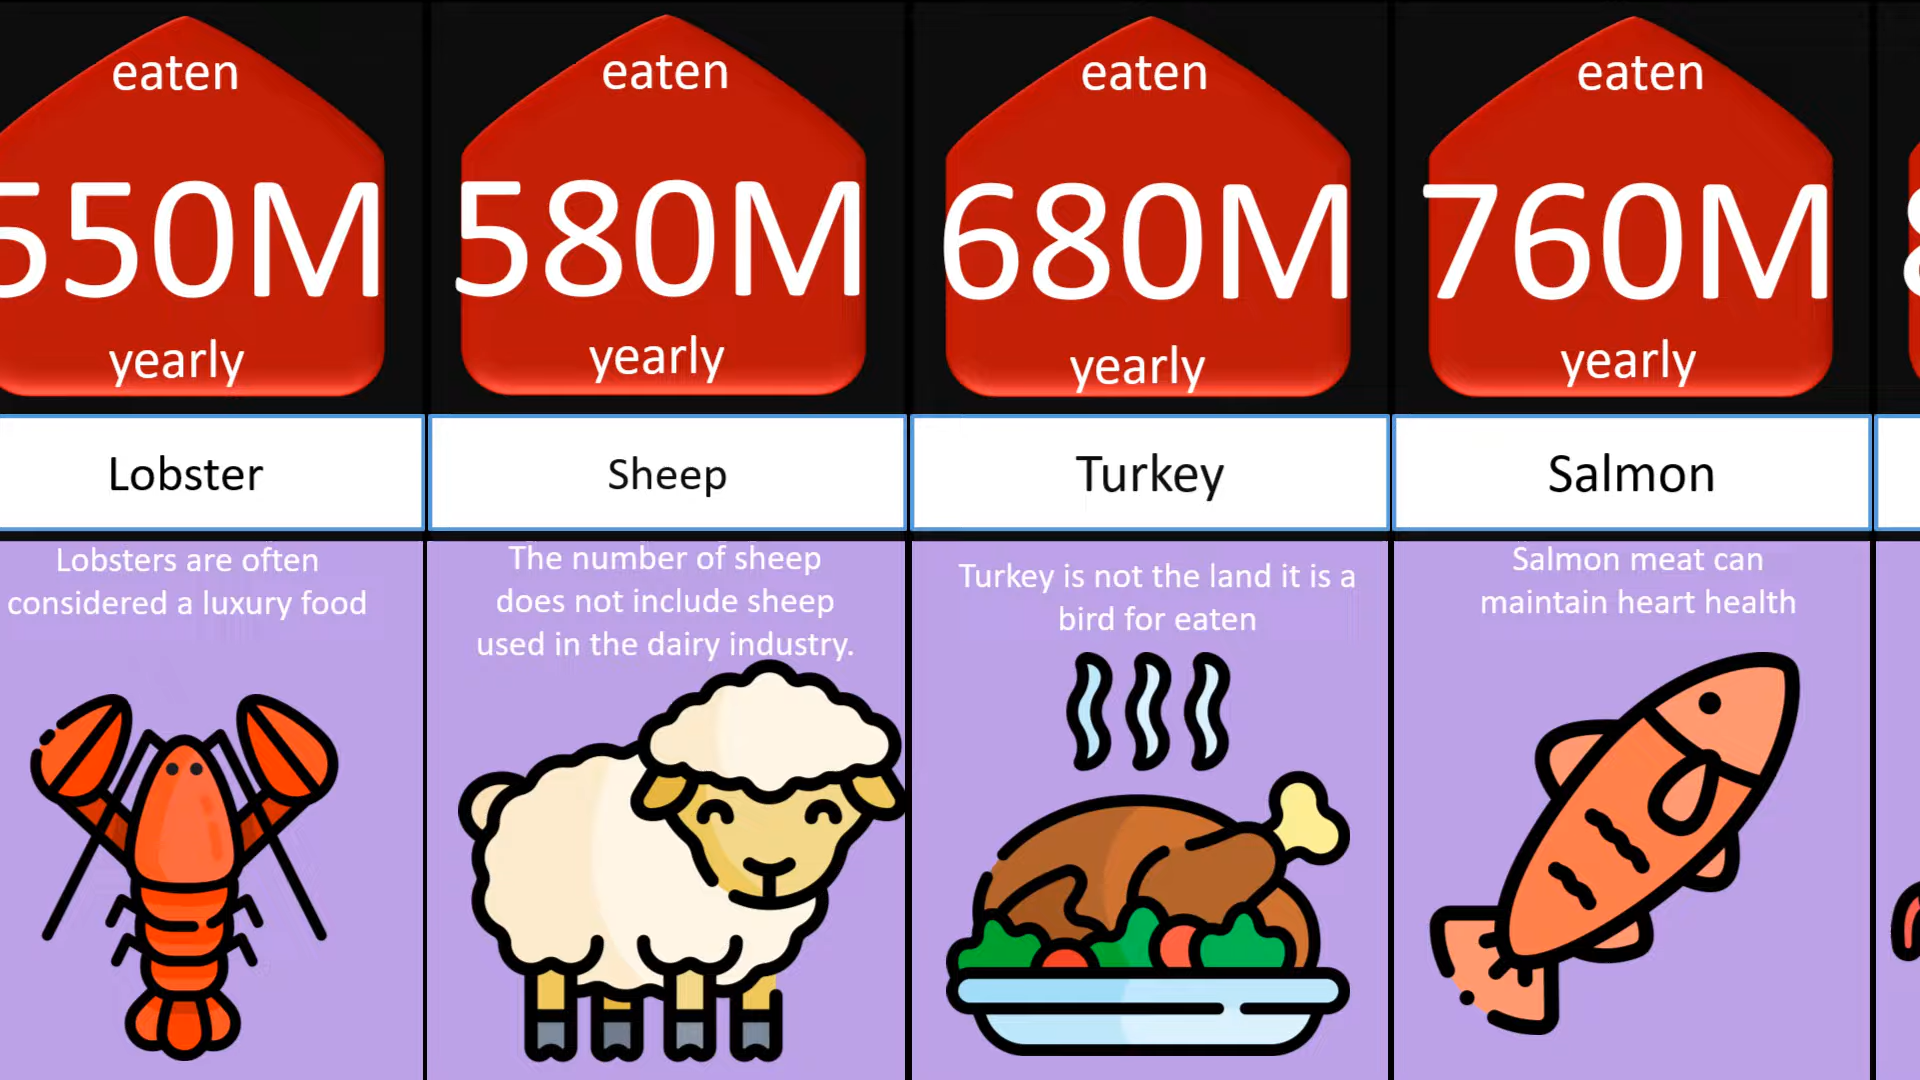 eaten
550M
yearly
Lobster
Lobsters are often
considered a luxury food
eaten
580M
yearly
Sheep
The number of sheep
does not include sheep
used in the dairy industry.
eaten
680M
yearly
Turkey
Turkey is not the land it is a
bird for eaten
eaten
760M
yearly
Salmon
Salmon meat can
maintain heart health